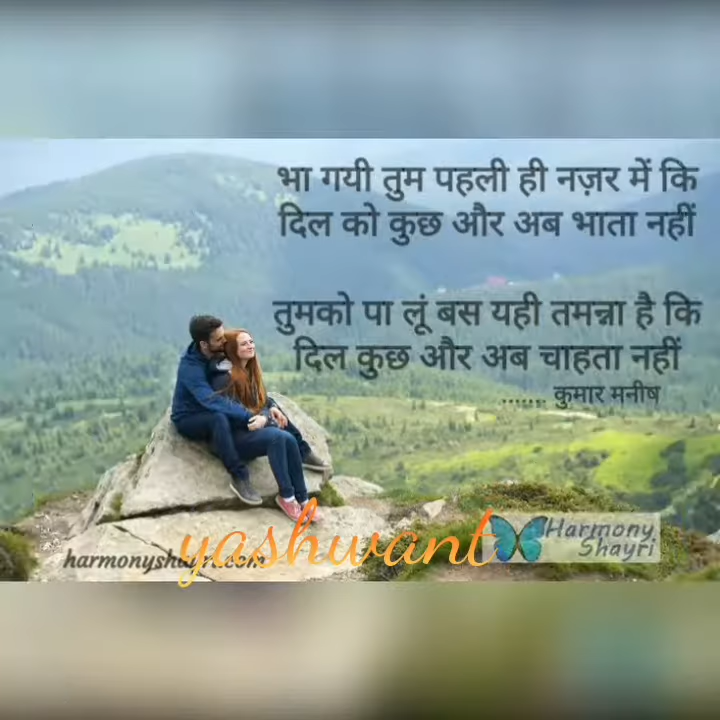 भा गयी तुम पहली ही नज़र में कि
दिल को कुछ और अब भाता नहीं
तुमको पा लूं बस यही तमन्ना है कि
दिल कुछ और अब चाहता नहीं
....... कुमार मनीष
Harmony
Shayri
yashwant